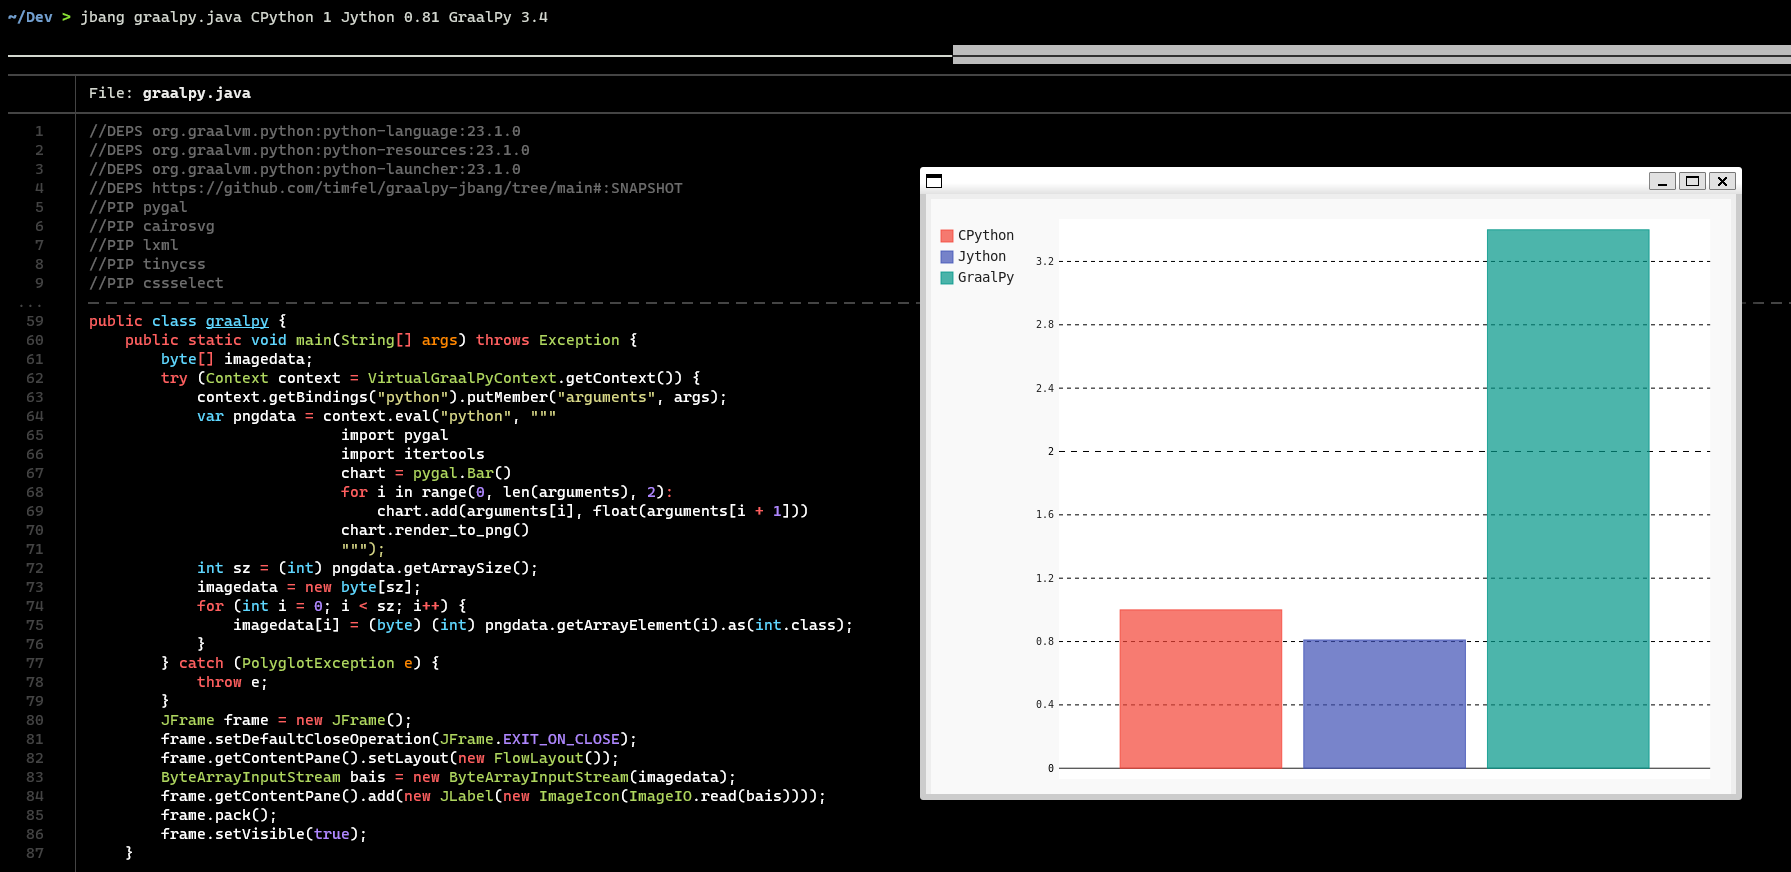 ~/Dev > jbang graalpy.java CPython 1 Jython 0.81 GraalPy 3.4
File: graalpy.java
1 //DEPS org.graalvm.python:python-language:23.1.0
2 //DEPS org.graalvm.python:python-resources:23.1.0
3 //DEPS org.graalvm.python:python-launcher:23.1.0
4 //DEPS https://github.com/timfel/graalpy-jbang/tree/main#:SNAPSHOT
5 //PIP pygal
6 //PIP cairosvg
7 //PIP lxml
8 //PIP tinycss
9 //PIP cssselect
...
59 public class graalpy {
60 public static void main(String[] args) throws Exception {
61 byte[] imagedata;
62 try (Context context = VirtualGraalPyContext.getContext()) {
63 context.getBindings("python").putMember("arguments", args);
64 var pngdata = context.eval("python", """
65 import pygal
66 import itertools
67 chart = pygal.Bar()
68 for i in range(0, len(arguments), 2):
69 chart.add(arguments[i], float(arguments[i + 1]))
70 chart.render_to_png()
71 """);
72 int sz = (int) pngdata.getArraySize();
73 imagedata = new byte[sz];
74 for (int i = 0; i < sz; i++) {
75 imagedata[i] = (byte) (int) pngdata.getArrayElement(i).as(int.class);
76 }
77 } catch (PolyglotException e) {
78 throw e;
79 }
80 JFrame frame = new JFrame();
81 frame.setDefaultCloseOperation(JFrame.EXIT_ON_CLOSE);
82 frame.getContentPane().setLayout(new FlowLayout());
83 ByteArrayInputStream bais = new ByteArrayInputStream(imagedata);
84 frame.getContentPane().add(new JLabel(new ImageIcon(ImageIO.read(bais))));
85 frame.pack();
86 frame.setVisible(true);
87 }
CPython
Jython
GraalPy
3.2
2.8
2.4
2
1.6
1.2
0.8
0.4
0